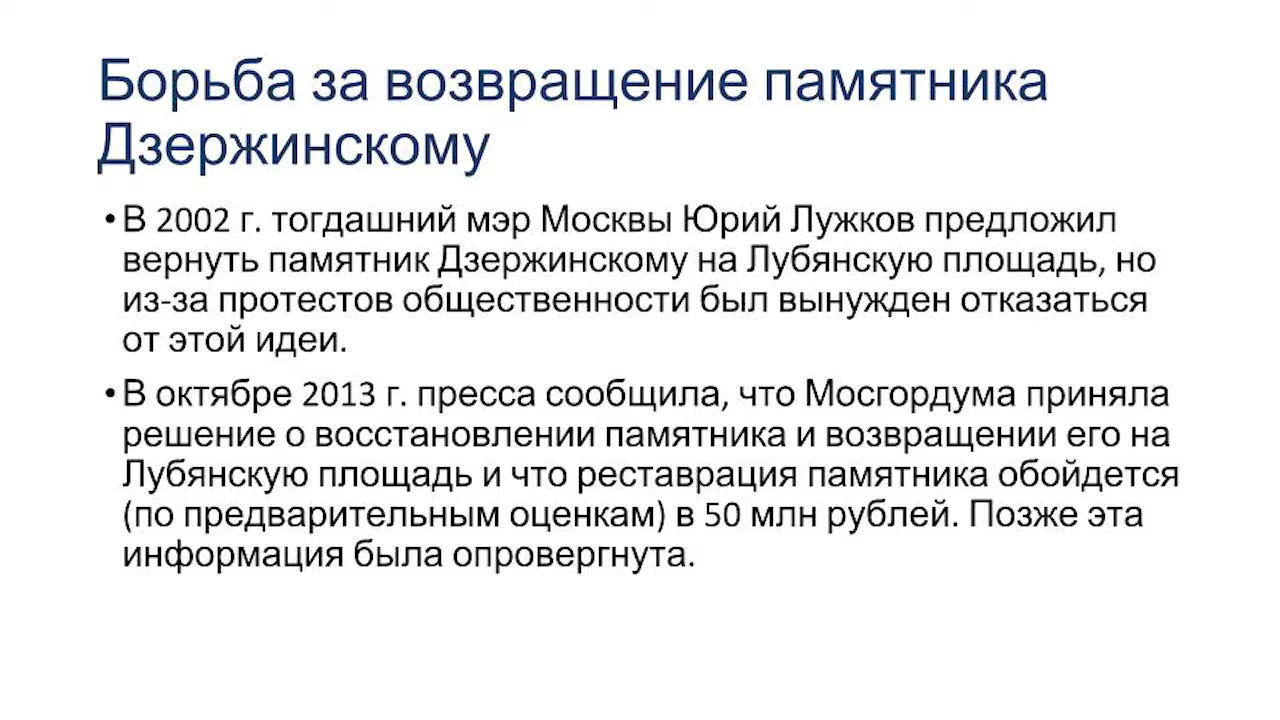 Борьба за возвращение памятника
Дзержинскому
• В 2002 г. тогдашний мэр Москвы Юрий Лужков предложил
вернуть памятник Дзержинскому на Лубянскую площадь, но
из-за протестов общественности был вынужден отказаться
от этой идеи.
• В октябре 2013 г. пресса сообщила, что Мосгордума приняла
решение о восстановлении памятника и возвращении его на
Лубянскую площадь и что реставрация памятника обойдется
(по предварительным оценкам) в 50 млн рублей. Позже эта
информация была опровергнута.